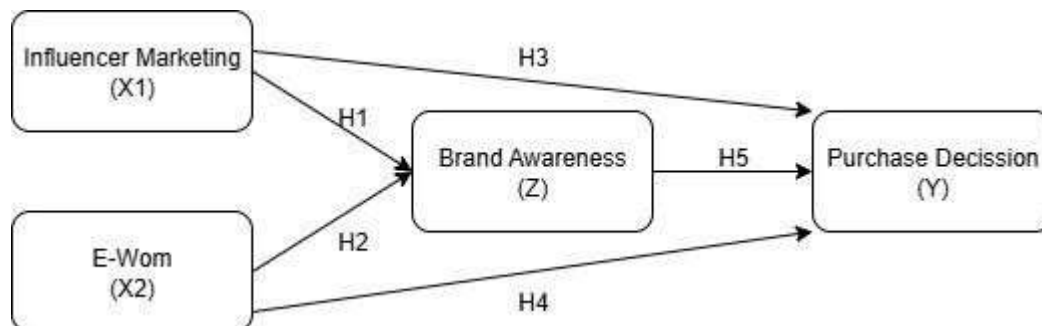 Influencer Marketing
(X1)
H3
H1
Brand Awareness
(Z)
H5
Purchase Decission
(Y)
H2
E-Wom
(X2)
H4